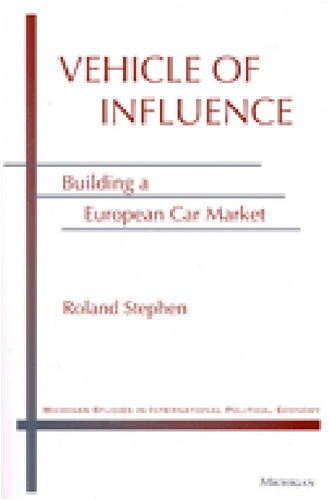 VEHICLE OF
INFLUENCE
Building a
European Car Market
Roland Stephen
MICHIGAN STUDIES IN INTERNATIONAL POLITICAL ECONOMY
MICHIGAN